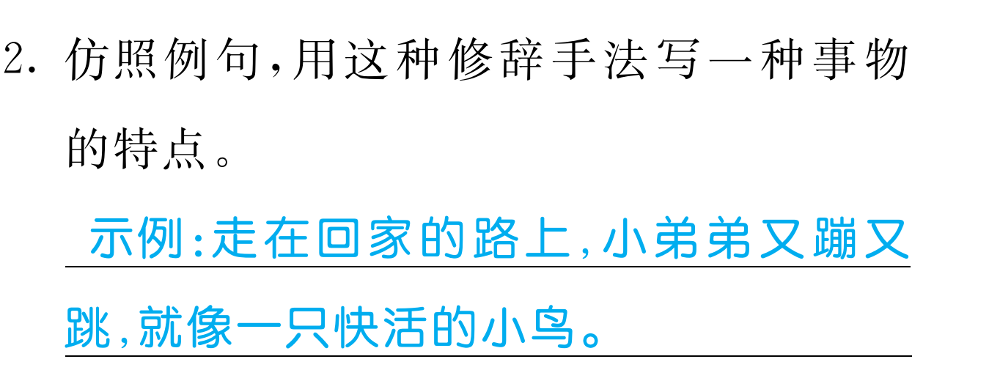 2. 仿照例句,用这种修辞手法写一种事物
的特点。
示例:走在回家的路上,小弟弟又蹦又
跳,就像一只快活的小鸟。